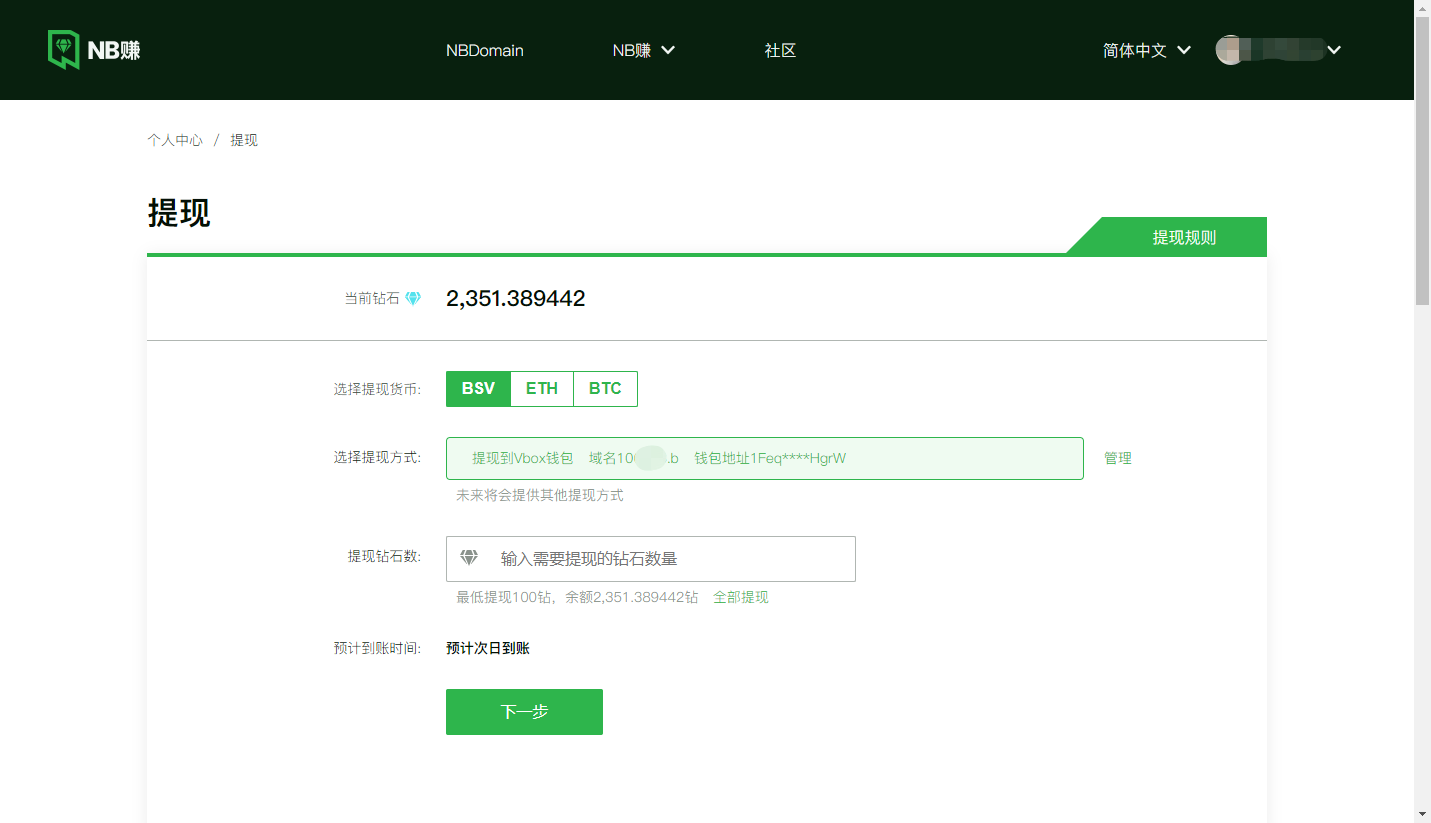 NB赚 NBDomain NB赚 社区 简体中文
个人中心 / 提现
提现
提现规则
当前钻石 2,351.389442
选择提现货币: BSV ETH BTC
选择提现方式: 提现到Vbox钱包 域名10 .b 钱包地址1Feq****HgrW 管理
未来将会提供其他提现方式
提现钻石数: 输入需要提现的钻石数量
最低提现100钻，余额2,351.389442钻 全部提现
预计到账时间: 预计次日到账
下一步